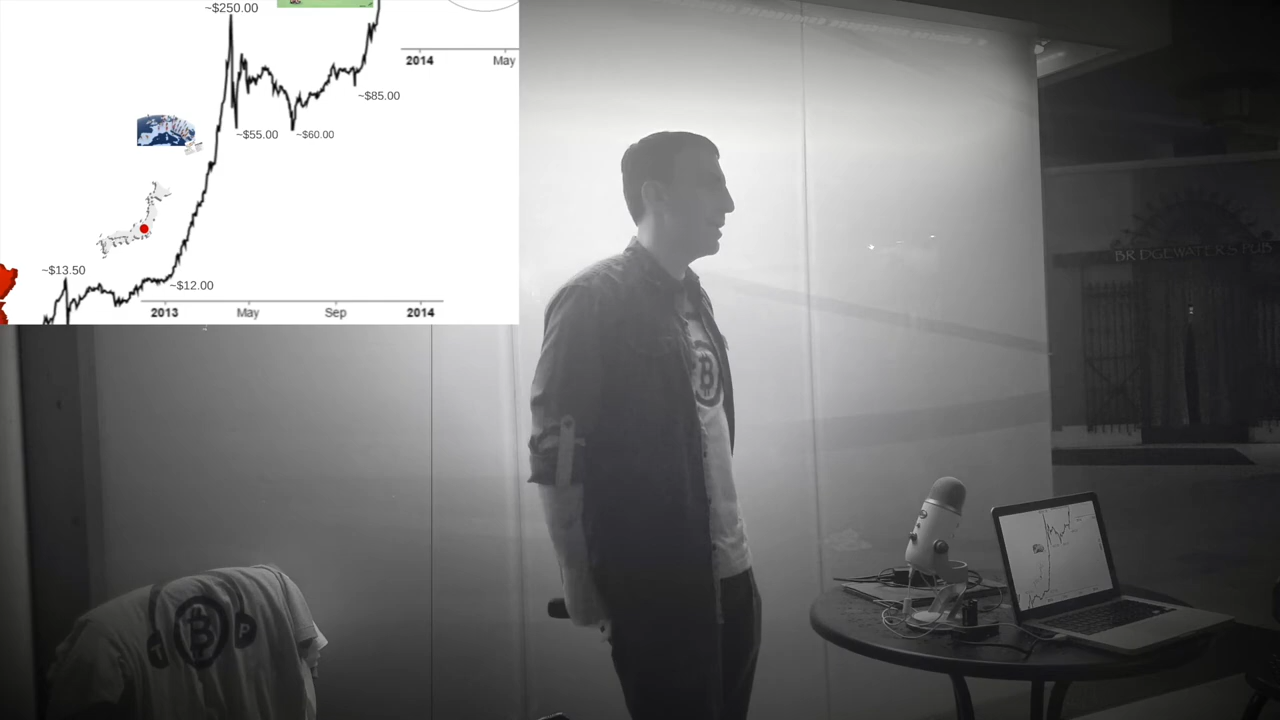 ~$250.00
2014 May
~$85.00
~$55.00 ~$60.00
~$13.50
~$12.00
2013 May Sep 2014
BRIDGEWATER'S PUB
B
T B P